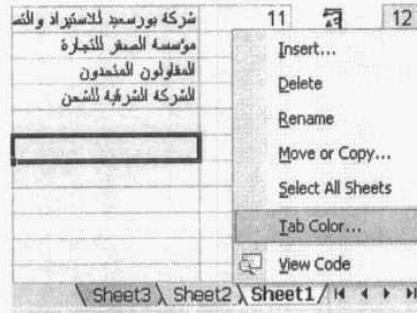 شركة بورسعيد للاستيراد والتص
11
12
مؤسسة الصقر للتجارة
المقاولون المتحدون
الشركة الشرقية للشحن
Insert...
Delete
Rename
Move or Copy...
Select All Sheets
Tab Color...
View Code
Sheet3 Sheet2 Sheet1